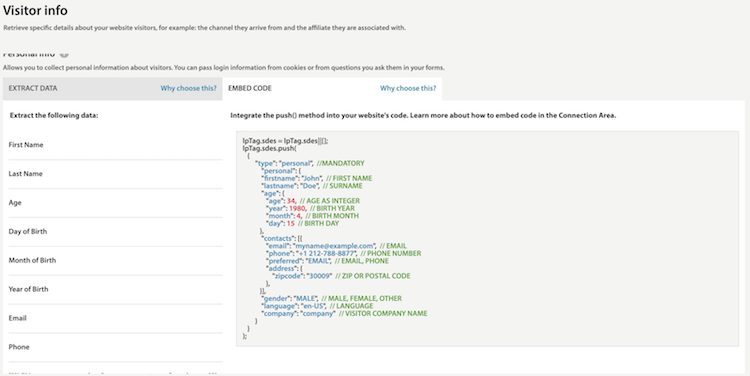 Visitor info
Retrieve specific details about your website visitors, for example: the channel they arrive from and the affiliate they are associated with.
Personal info
Allows you to collect personal information about visitors. You can pass login information from cookies or from questions you ask them in your forms.
EXTRACT DATA Why choose this? EMBED CODE Why choose this?
Extract the following data:
First Name
Last Name
Age
Day of Birth
Month of Birth
Year of Birth
Email
Phone
Integrate the push() method into your website's code. Learn more about how to embed code in the Connection Area.
lpTag.sdes = lpTag.sdes||[];
lpTag.sdes.push(
{
"type": "personal", //MANDATORY
"personal": {
"firstname": "John", // FIRST NAME
"lastname": "Doe", // SURNAME
"age": {
"age": 34, // AGE AS INTEGER
"year": 1980, // BIRTH YEAR
"month": 4, // BIRTH MONTH
"day": 15 // BIRTH DAY
},
"contacts": [{
"email": "myname@example.com", // EMAIL
"phone": "+1 212-788-8877", // PHONE NUMBER
"preferred": "EMAIL", // EMAIL, PHONE
"address": {
"zipcode": "30009" // ZIP OR POSTAL CODE
},
}],
"gender": "MALE", // MALE, FEMALE, OTHER
"language": "en-US", // LANGUAGE
"company": "company" // VISITOR COMPANY NAME
}
}
);